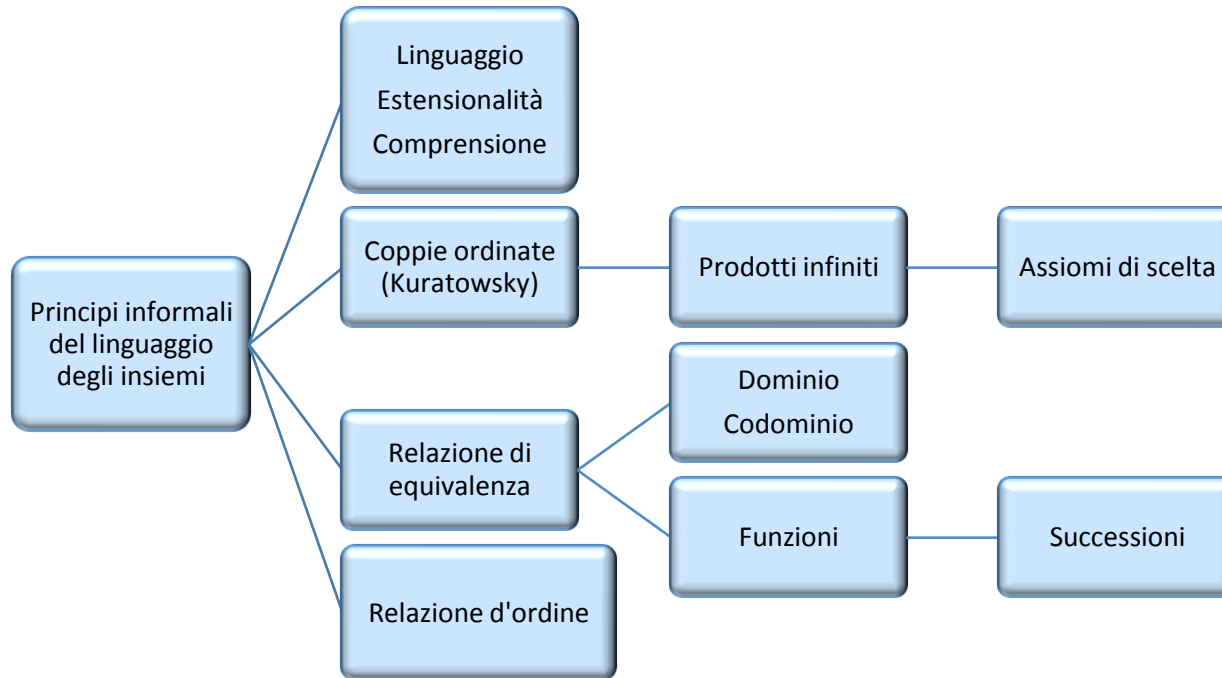 Principi informali
del linguaggio
degli insiemi
Linguaggio
Estensionalità
Comprensione
Coppie ordinate
(Kuratowsky)
Prodotti infiniti
Assiomi di scelta
Relazione di
equivalenza
Dominio
Codominio
Funzioni
Successioni
Relazione d'ordine